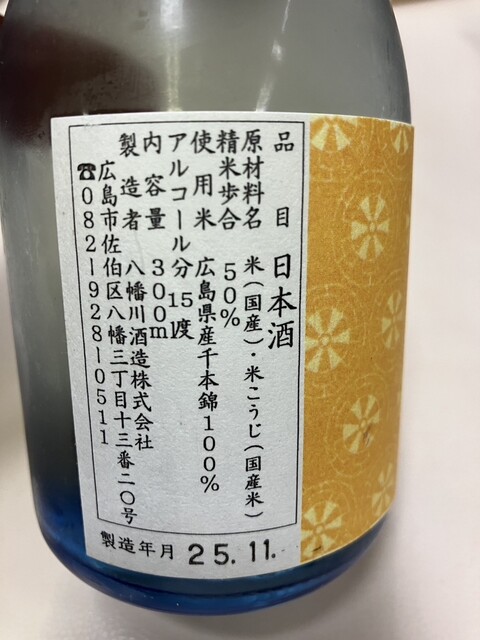 品目 日本酒
原材料名 米(国産)・米こうじ(国産米)
精米歩合 50%
使用米 広島県産千本錦100%
アルコール分 15度
内容量 300ml
製造者 八幡川酒造株式会社
広島市佐伯区八幡三丁目十三番二〇号
☎082-928-0511
製造年月 25.11.